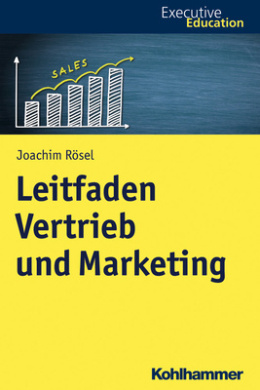 Executive
Education
SALES
Joachim Rösel
Leitfaden
Vertrieb
und Marketing
Kohlhammer